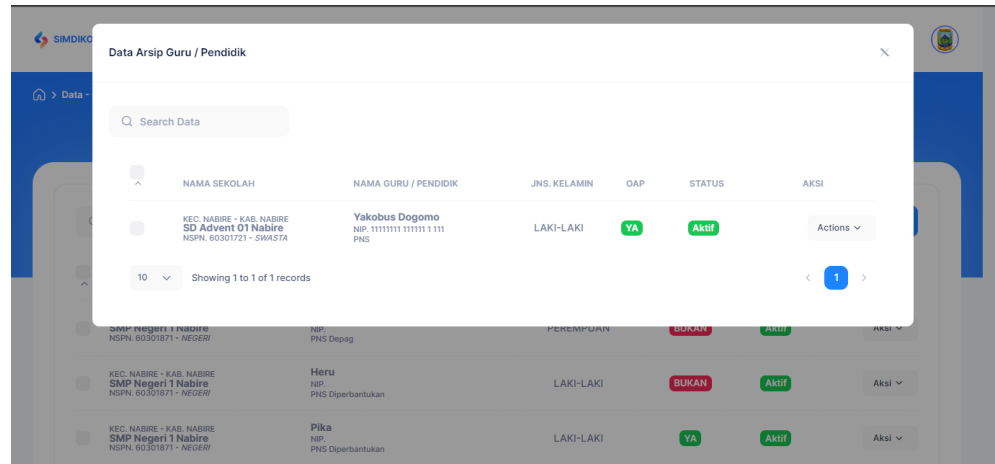 SIMDIKO
Data Arsip Guru / Pendidik
> Data -
Search Data
NAMA SEKOLAH NAMA GURU / PENDIDIK JNS. KELAMIN OAP STATUS AKSI
KEC. NABIRE - KAB. NABIRE
SD Advent 01 Nabire
NSPN. 60301721 - SWASTA
Yakobus Dogomo
NIP. 11111111 111111 1 111
PNS
LAKI-LAKI YA Aktif Actions
10 Showing 1 to 1 of 1 records < 1 >
SMP Negeri 1 Nabire
NSPN. 60301871 - NEGERI
NIP.
PNS Depag
PEREMPUAN BUKAN Aktif Aksi
KEC. NABIRE - KAB. NABIRE
SMP Negeri 1 Nabire
NSPN. 60301871 - NEGERI
Heru
NIP.
PNS Diperbantukan
LAKI-LAKI BUKAN Aktif Aksi
KEC. NABIRE - KAB. NABIRE
SMP Negeri 1 Nabire
NSPN. 60301871 - NEGERI
Pika
NIP.
PNS Diperbantukan
LAKI-LAKI YA Aktif Aksi